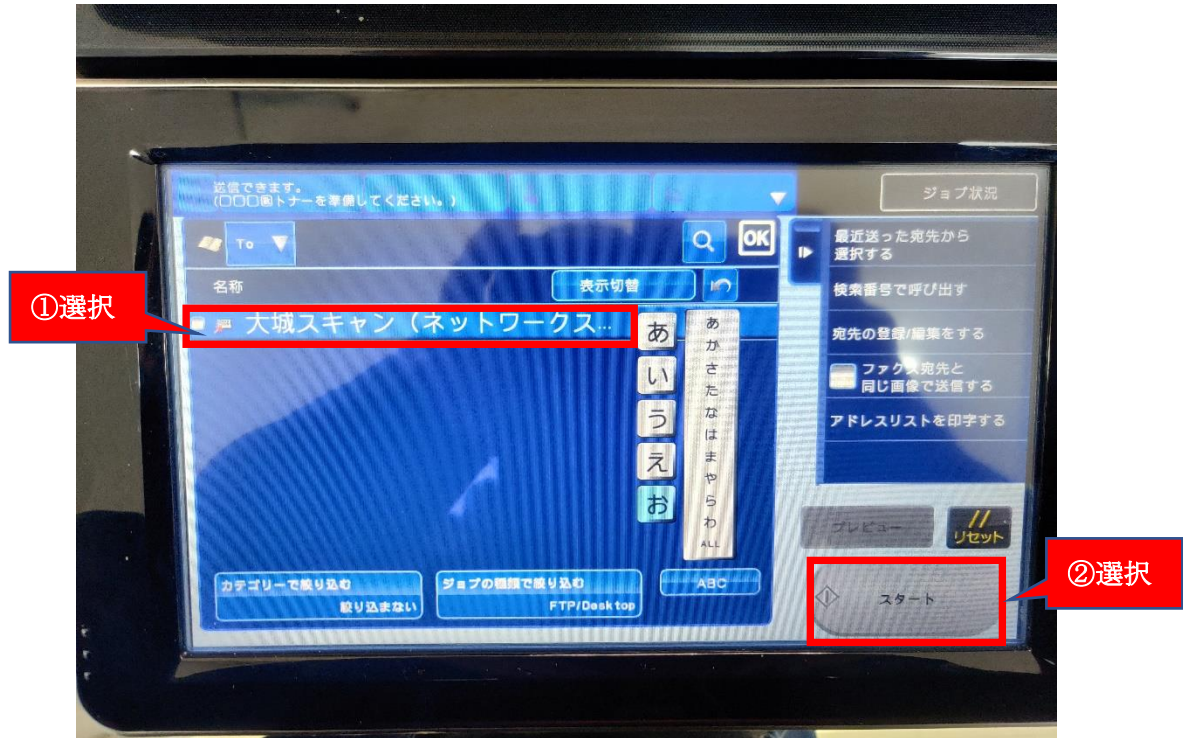 送信できます。
(□□□■トナーを準備してください。)
ジョブ状況
To
OK
最近送った宛先から
選択する
名称
表示切替
検索番号で呼び出す
①選択
大城スキャン（ネットワークス…
宛先の登録/編集をする
ファクス宛先と
同じ画像で送信する
アドレスリストを印字する
あ
い
う
え
お
あ
か
さ
た
な
は
ま
や
ら
わ
ALL
プレビュー
リセット
カテゴリーで絞り込む
絞り込まない
ジョブの種類で絞り込む
FTP/Desktop
ABC
スタート
②選択